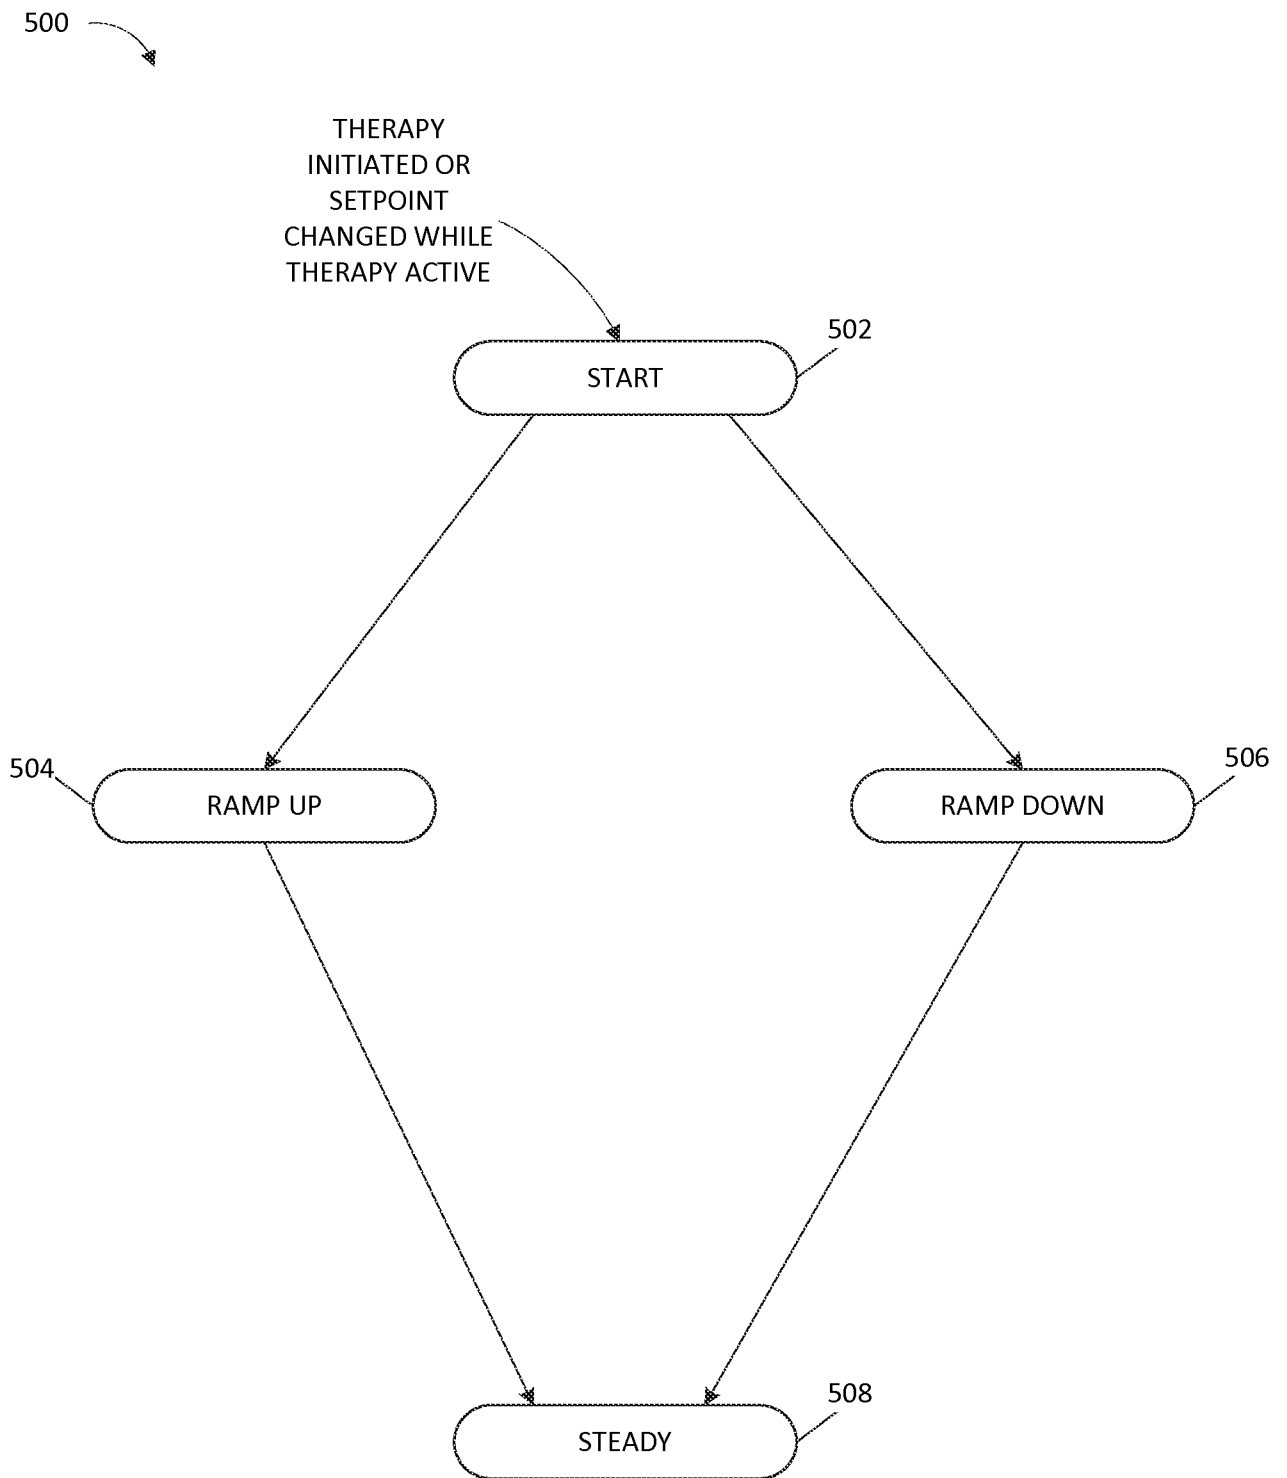 500
THERAPY
INITIATED OR
SETPOINT
CHANGED WHILE
THERAPY ACTIVE
502
START
504
RAMP UP
506
RAMP DOWN
508
STEADY